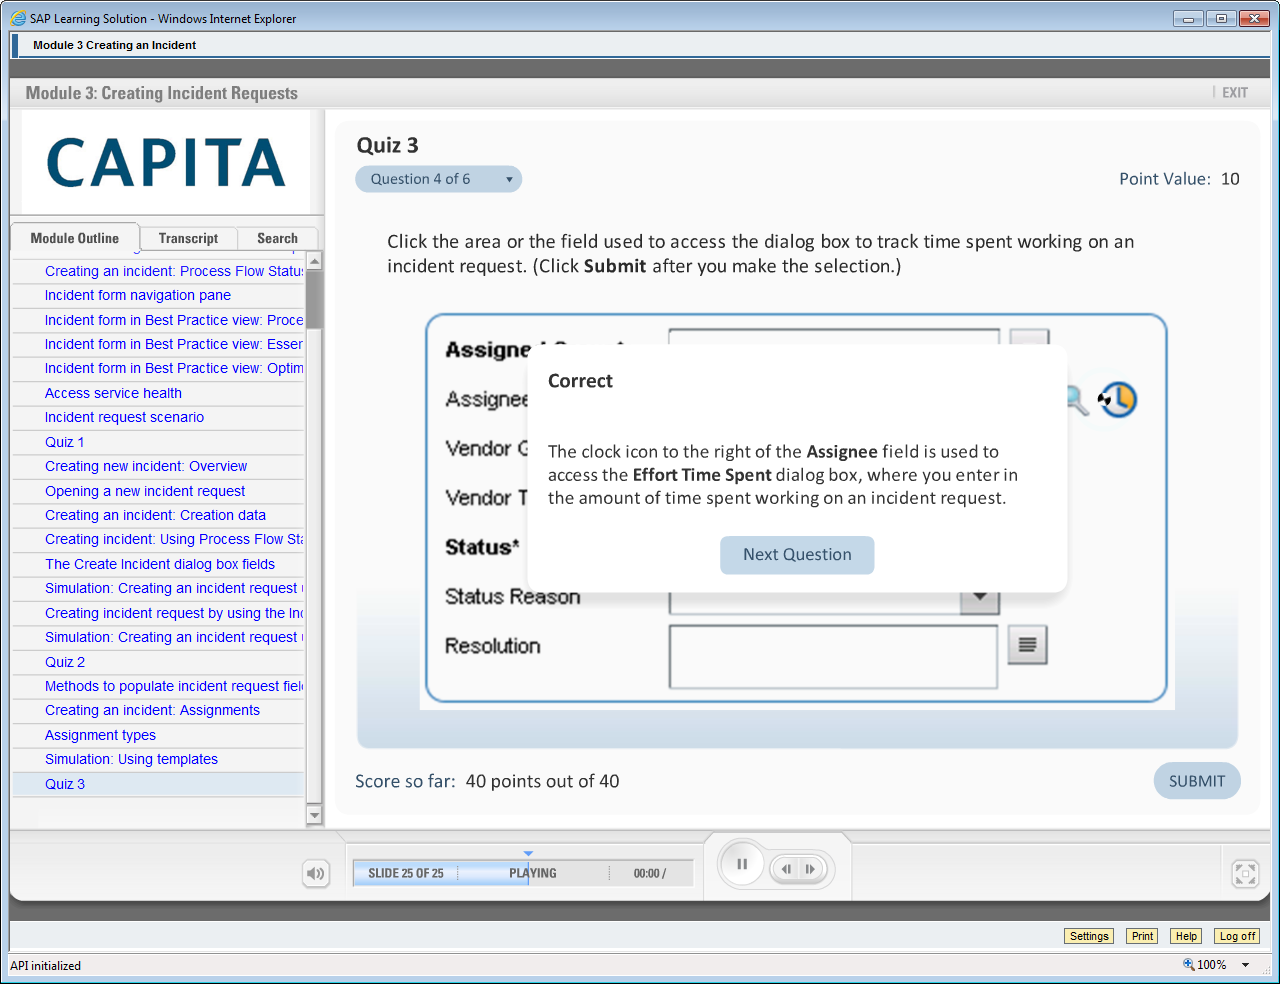 SAP Learning Solution - Windows Internet Explorer
Module 3 Creating an Incident
Module 3: Creating Incident Requests
EXIT
CAPITA
Module Outline
Transcript
Search
Creating an incident: Process Flow Statu
Incident form navigation pane
Incident form in Best Practice view: Proce
Incident form in Best Practice view: Esser
Incident form in Best Practice view: Optim
Access service health
Incident request scenario
Quiz 1
Creating new incident: Overview
Opening a new incident request
Creating an incident: Creation data
Creating incident: Using Process Flow Sta
The Create Incident dialog box fields
Simulation: Creating an incident request
Creating incident request by using the Inc
Simulation: Creating an incident request
Quiz 2
Methods to populate incident request fiel
Creating an incident: Assignments
Assignment types
Simulation: Using templates
Quiz 3
Quiz 3
Question 4 of 6
Point Value: 10
Click the area or the field used to access the dialog box to track time spent working on an
incident request. (Click Submit after you make the selection.)
Assigne
Assignee
Vendor G
Vendor T
Status*
Status Reason
Resolution
Correct
The clock icon to the right of the Assignee field is used to
access the Effort Time Spent dialog box, where you enter in
the amount of time spent working on an incident request.
Next Question
Score so far: 40 points out of 40
SUBMIT
SLIDE 25 OF 25
PLAYING
00:00 /
Settings
Print
Help
Log off
API initialized
100%